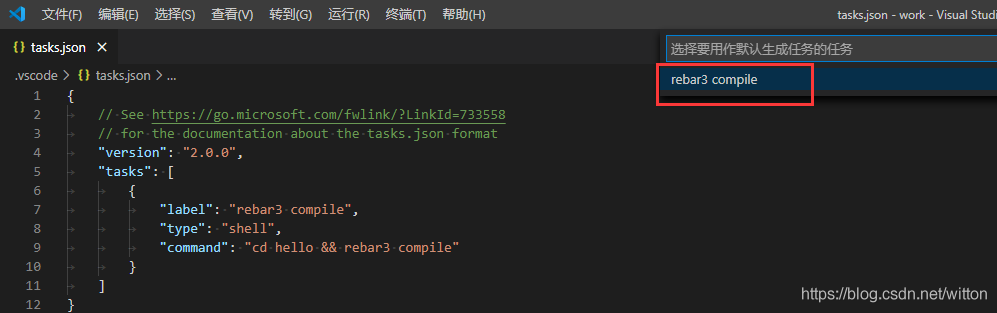 文件(F) 编辑(E) 选择(S) 查看(V) 转到(G) 运行(R) 终端(T) 帮助(H) tasks.json - work - Visual Studi
tasks.json
选择要用作默认生成任务的任务
rebar3 compile
.vscode > tasks.json > ...
1 {
2 // See https://go.microsoft.com/fwlink/?LinkId=733558
3 // for the documentation about the tasks.json format
4 "version": "2.0.0",
5 "tasks": [
6 {
7 "label": "rebar3 compile",
8 "type": "shell",
9 "command": "cd hello && rebar3 compile"
10 }
11 ]
12 }
https://blog.csdn.net/witton